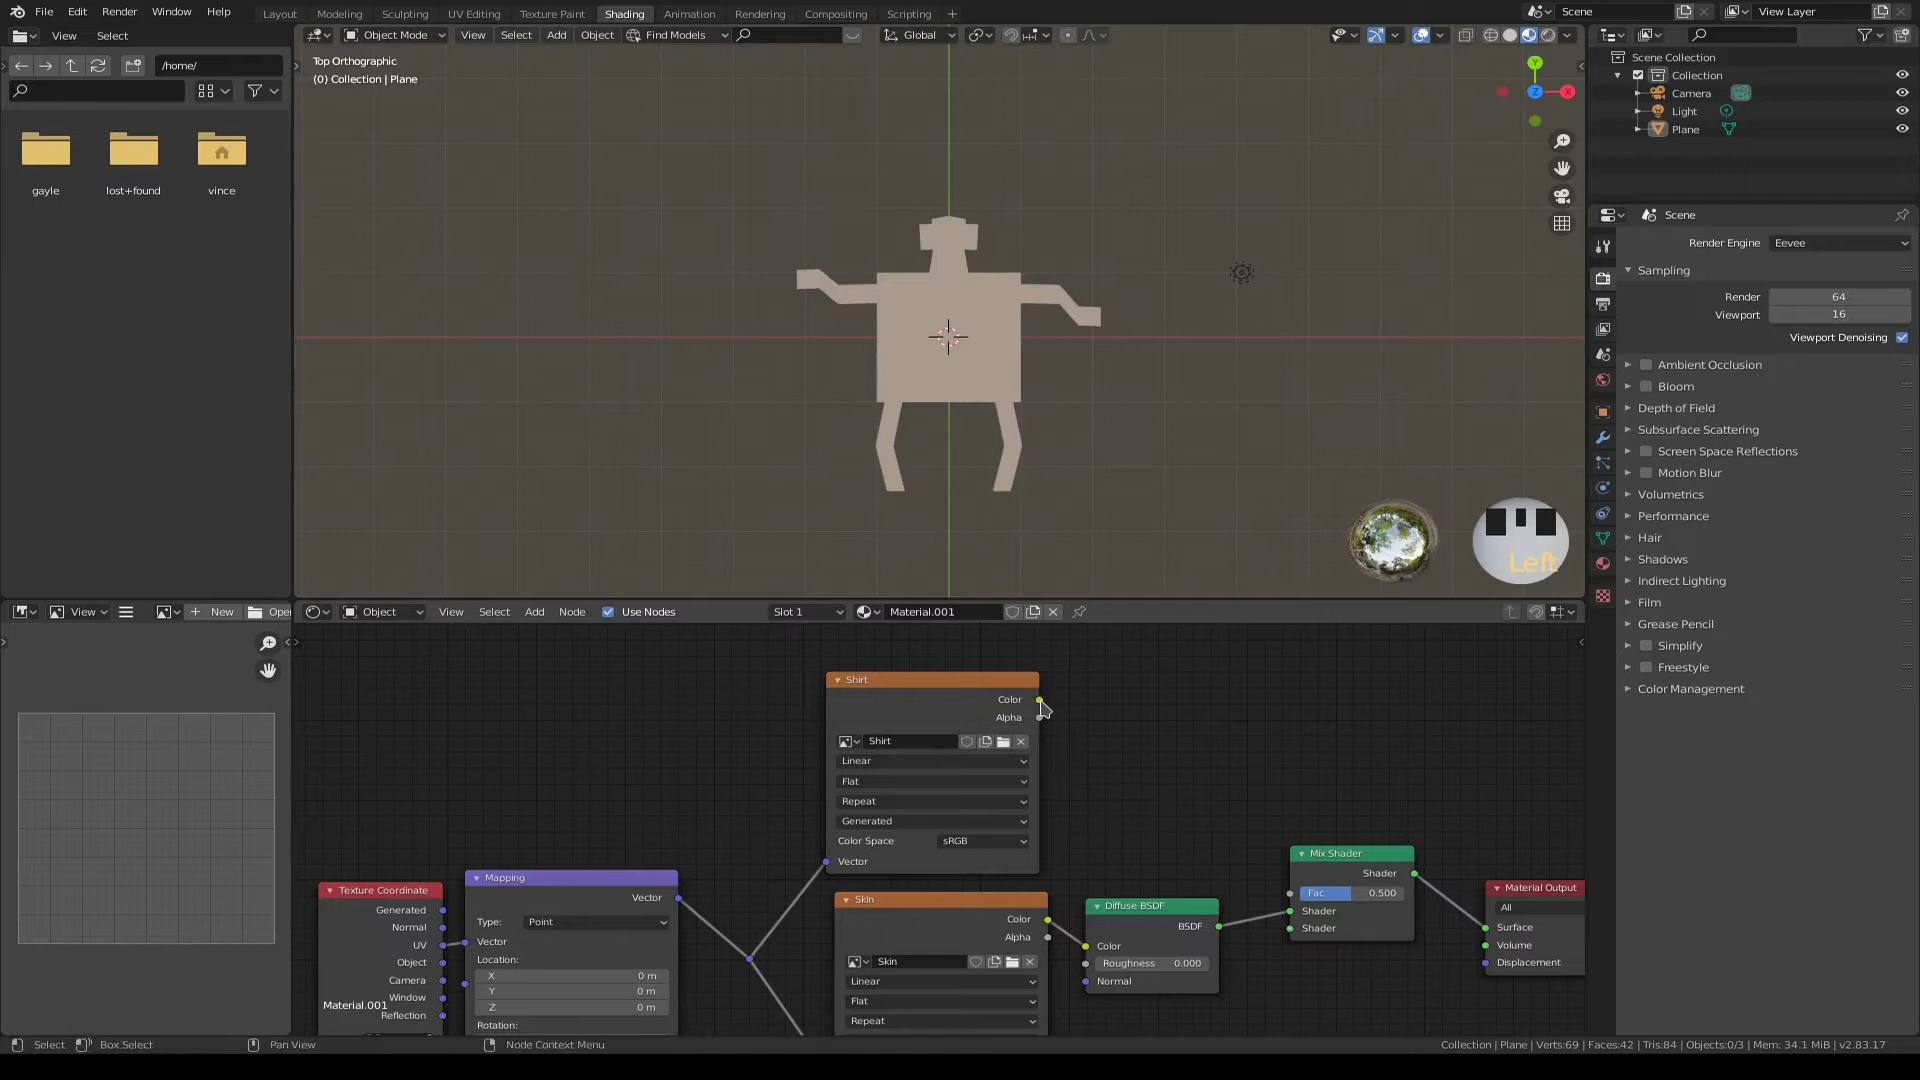 File Edit Render Window Help Layout Modeling Sculpting UV Editing Texture Paint Shading Animation Rendering Compositing Scripting + Scene View Layer
View Select Object Mode View Select Add Object Find Models Global
/home/
Top Orthographic
(0) Collection | Plane
gayle lost+found vince
Y
Z X
Scene Collection
Collection
Camera
Light
Plane
Scene
Render Engine Eevee
Sampling
Render 64
Viewport 16
Viewport Denoising
Ambient Occlusion
Bloom
Depth of Field
Subsurface Scattering
Screen Space Reflections
Motion Blur
Volumetrics
Performance
Hair
Shadows
Indirect Lighting
Film
Grease Pencil
Simplify
Freestyle
Color Management
Left
View + New Open
Object View Select Add Node Use Nodes Slot 1 Material.001
Shirt
Color
Alpha
Shirt
Linear
Flat
Repeat
Generated
Color Space sRGB
Vector
Texture Coordinate
Generated
Normal
UV
Object
Camera
Window
Reflection
Material.001
Mapping
Vector
Type: Point
Vector
Location:
X 0 m
Y 0 m
Z 0 m
Rotation:
Skin
Color
Alpha
Skin
Linear
Flat
Repeat
Diffuse BSDF
BSDF
Color
Roughness 0.000
Normal
Mix Shader
Shader
Fac 0.500
Shader
Shader
Material Output
All
Surface
Volume
Displacement
Select Box Select Pan View Node Context Menu Collection | Plane | Verts:69 | Faces:42 | Tris:84 | Objects:0/3 | Mem: 34.1 MiB | v2.83.17